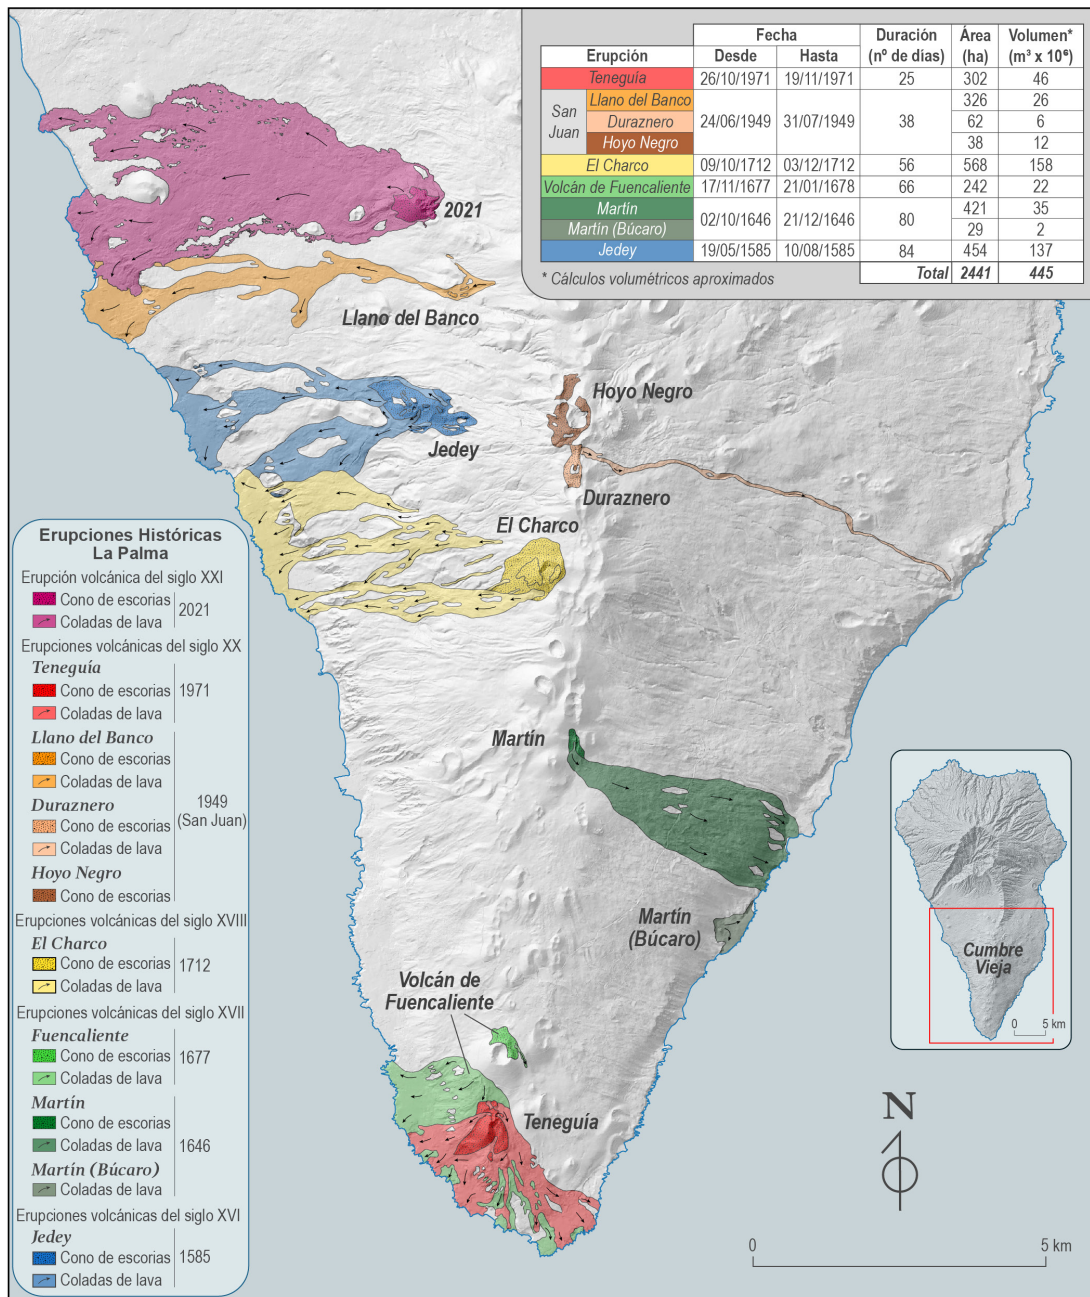 Fecha
Duración
(nº de días)
Área
(ha)
Volumen*
(m³ x 10⁶)
Erupción
Desde
Hasta
Teneguía 26/10/1971 19/11/1971 25 302 46
San
Juan
Llano del Banco 326 26
Duraznero 24/06/1949 31/07/1949 38 62 6
Hoyo Negro 38 12
El Charco 09/10/1712 03/12/1712 56 568 158
Volcán de Fuencaliente 17/11/1677 21/01/1678 66 242 22
Martín 421 35
02/10/1646 21/12/1646 80
Martín (Búcaro) 29 2
Jedey 19/05/1585 10/08/1585 84 454 137
Total 2441 445
* Cálculos volumétricos aproximados
2021
Llano del Banco
Hoyo Negro
Jedey
Duraznero
El Charco
Martín
Martín
(Búcaro)
Volcán de
Fuencaliente
Teneguía
Erupciones Históricas
La Palma
Erupción volcánica del siglo XXI
Cono de escorias
2021
Coladas de lava
Erupciones volcánicas del siglo XX
Teneguía
Cono de escorias
1971
Coladas de lava
Llano del Banco
Cono de escorias
Coladas de lava
Duraznero
1949
(San Juan)
Cono de escorias
Coladas de lava
Hoyo Negro
Cono de escorias
Erupciones volcánicas del siglo XVIII
El Charco
Cono de escorias
1712
Coladas de lava
Erupciones volcánicas del siglo XVII
Fuencaliente
Cono de escorias
1677
Coladas de lava
Martín
Cono de escorias
Coladas de lava
1646
Martín (Búcaro)
Coladas de lava
Erupciones volcánicas del siglo XVI
Jedey
Cono de escorias
1585
Coladas de lava
Cumbre
Vieja
0 5 km
N
0 5 km